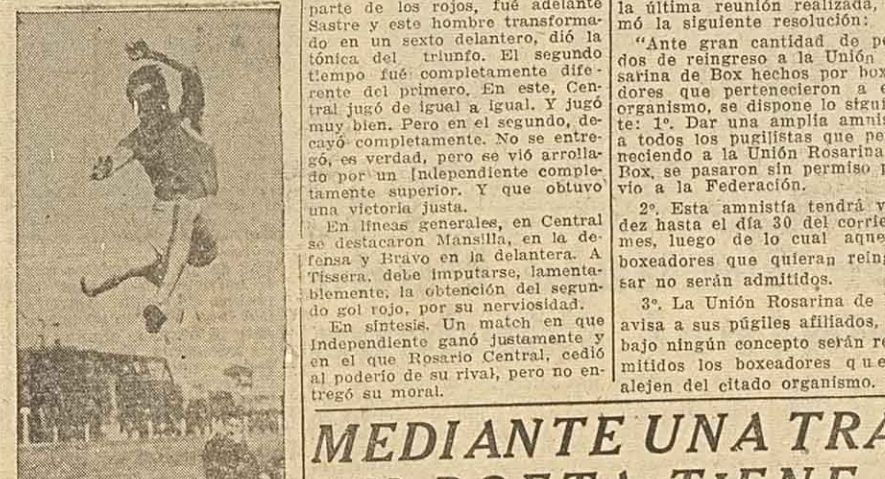 parte de los rojos, fué adelante
Sastre y este hombre transforma-
do en un sexto delantero, dió la
tónica del triunfo. El segundo
tiempo fué completamente dife-
rente del primero. En este, Cen-
tral jugó de igual a igual. Y jugó
muy bien. Pero en el segundo, de-
cayó completamente. No se entre-
gó, es verdad, pero se vió arrolla-
do por un Independiente comple-
tamente superior. Y que obtuvo
una victoria justa.
En líneas generales, en Central
se destacaron Mansilla, en la de-
fensa y Bravo en la delantera. A
Tissera, debe imputarse, lamenta-
blemente, la obtención del segun-
do gol rojo, por su nerviosidad.
En síntesis. Un match en que
Independiente ganó justamente y
en el que Rosario Central, cedió
al poderío de su rival, pero no en-
tregó su moral.
la última reunión realizada,
mó la siguiente resolución:
"Ante gran cantidad de pe
dos de reingreso a la Unión
sarina de Box hechos por box
dores que pertenecieron a e
organismo, se dispone lo sigui
te: 1º. Dar una amplia amnis
a todos los pugilistas que pe
neciendo a la Unión Rosarina
Box, se pasaron sin permiso p
vio a la Federación.
2º. Esta amnistía tendrá v
dez hasta el día 30 del corrie
mes, luego de lo cual aque
boxeadores que quieran reing
sar no serán admitidos.
3º. La Unión Rosarina de
avisa a sus púgiles afiliados,
bajo ningún concepto serán re
mitidos los boxeadores que
alejen del citado organismo.
MEDIANTE UNA TRA
POETA TIENE